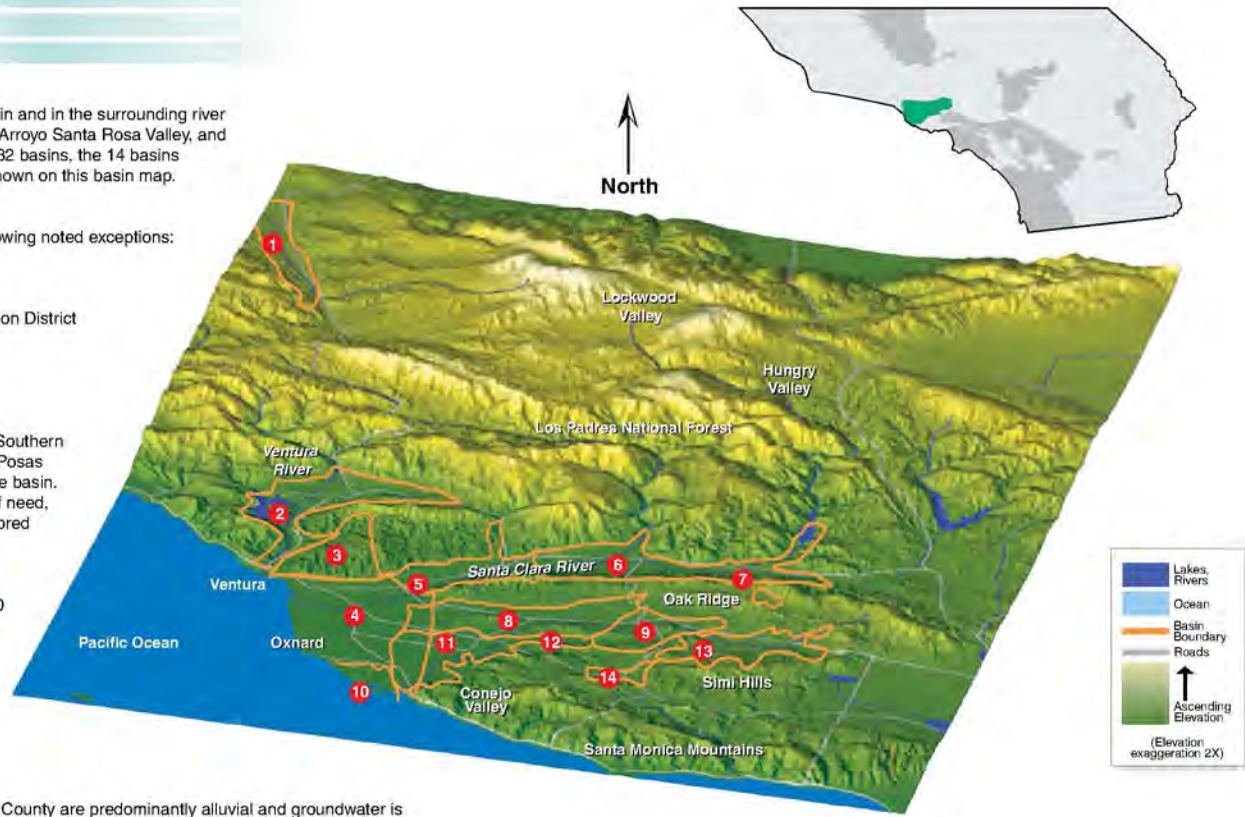 in and in the surrounding river
Arroyo Santa Rosa Valley, and
32 basins, the 14 basins
own on this basin map.
owing noted exceptions:
on District
Southern
Posas
e basin.
f need,
ored
0
County are predominantly alluvial and groundwater is
North
1
Lockwood
Valley
Hungry
Valley
Los Padres National Forest
Ventura
River
2
3
Santa Clara River
6
5
7
Ventura
Oak Ridge
4
8
9
Pacific Ocean
Oxnard
11
12
13
14
Simi Hills
10
Conejo
Valley
Santa Monica Mountains
Lakes,
Rivers
Ocean
Basin
Boundary
Roads
Ascending
Elevation
(Elevation
exaggeration 2X)